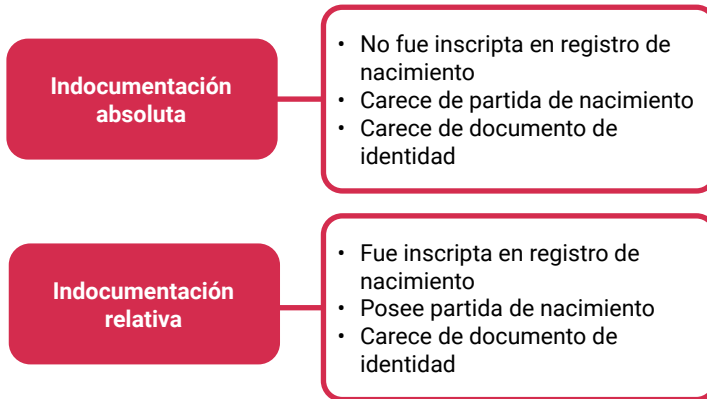 Indocumentación
absoluta
• No fue inscripta en registro de
nacimiento
• Carece de partida de nacimiento
• Carece de documento de
identidad
Indocumentación
relativa
• Fue inscripta en registro de
nacimiento
• Posee partida de nacimiento
• Carece de documento de
identidad